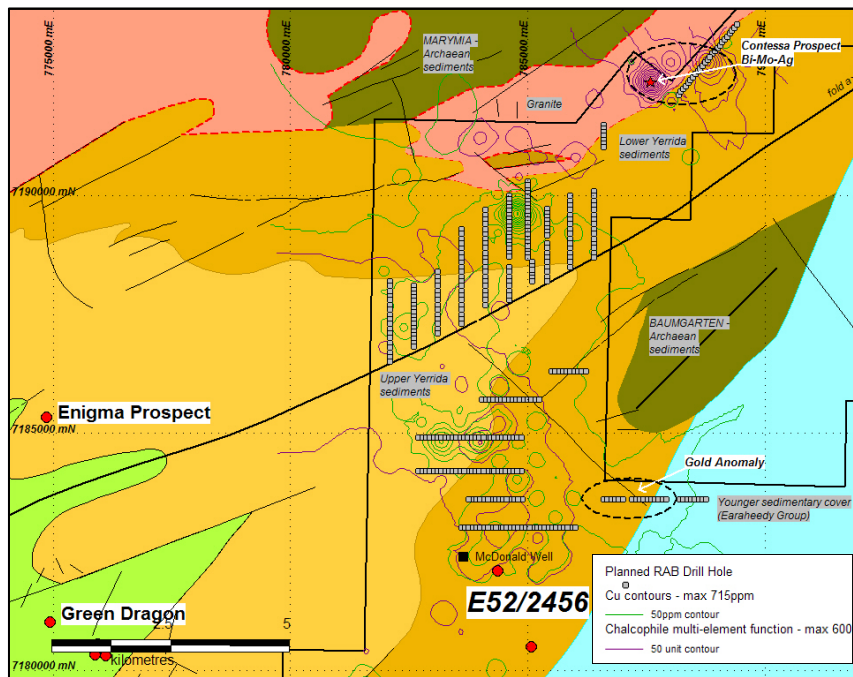 775000 mE
780000 mE
785000 mE
MARYMIA -
Archaean
sediments
Contessa Prospect
Bi-Mo-Ag
Granite
Lower Yerrida
sediments
7190000 mN
BAUMGARTEN -
Archaean
sediments
Upper Yerrida
sediments
Enigma Prospect
7185000 mN
Gold Anomaly
Younger sedimentary cover
(Earaheedy Group)
McDonald Well
E52/2456
Green Dragon
2.5
5
kilometres
7180000 mN
Planned RAB Drill Hole
Cu contours - max 715ppm
50ppm contour
Chalcophile multi-element function - max 600
50 unit contour